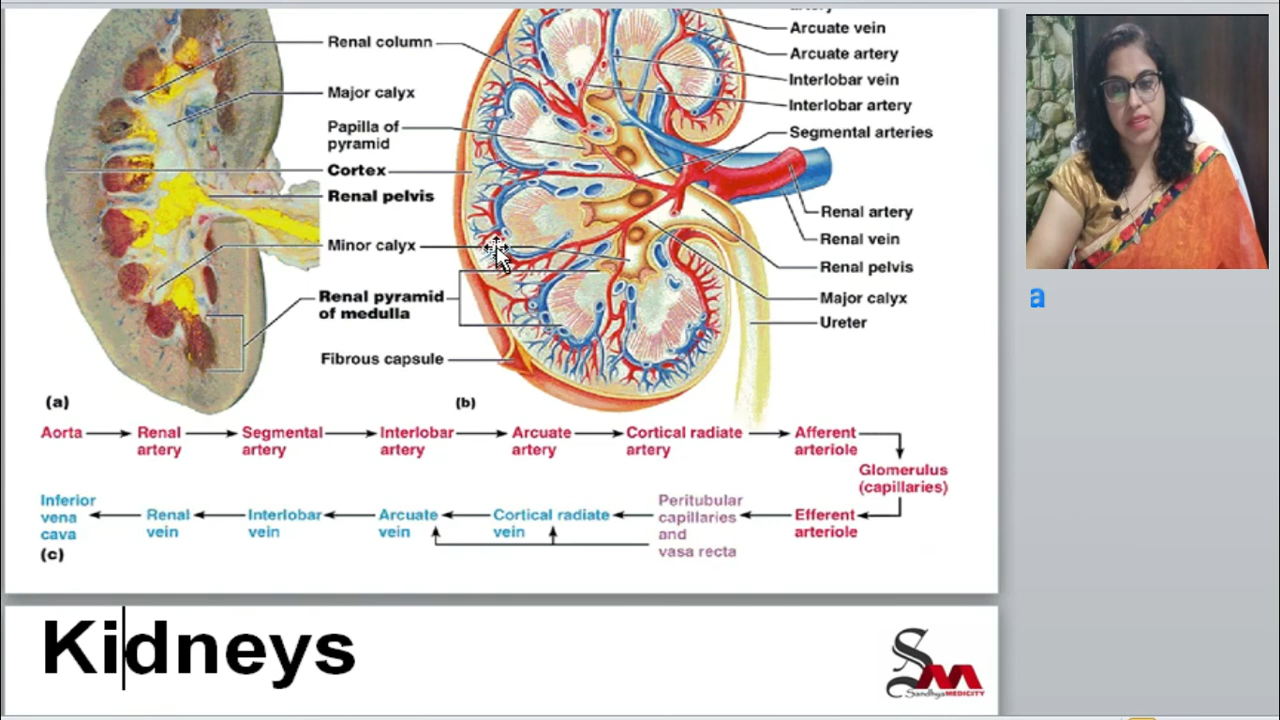 artery
Arcuate vein
Arcuate artery
Interlobar vein
Interlobar artery
Segmental arteries
Renal artery
Renal vein
Renal pelvis
Major calyx
Ureter
Renal column
Major calyx
Papilla of
pyramid
Cortex
Renal pelvis
Minor calyx
Renal pyramid
of medulla
Fibrous capsule
(a)
(b)
Aorta
Renal
artery
Segmental
artery
Interlobar
artery
Arcuate
artery
Cortical radiate
artery
Afferent
arteriole
Glomerulus
(capillaries)
Efferent
arteriole
Peritubular
capillaries
and
vasa recta
Cortical radiate
vein
Arcuate
vein
Interlobar
vein
Renal
vein
Inferior
vena
cava
(c)
Kidneys
SM
Sandhya MEDICITY
a